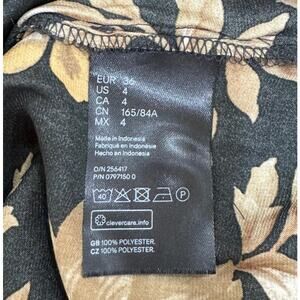 EUR 36
US 4
CA 4
CN 165/84A
MX 4
Made in Indonesia
Fabriqué en Indonésie
Hecho en Indonesia
O/N 256417
P/N 0797150 0
40 P
clevercare.info
GB 100% POLYESTER
CZ 100% POLYESTER